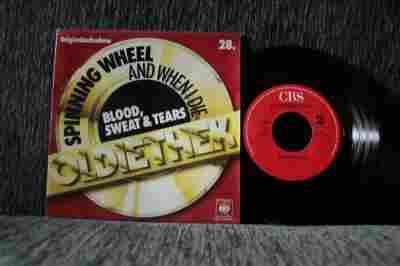 Originalaufnahme
28.
SPINNING WHEEL
AND WHEN I DIE
BLOOD,
SWEAT & TEARS
OLDIETHEK
CBS
CBS